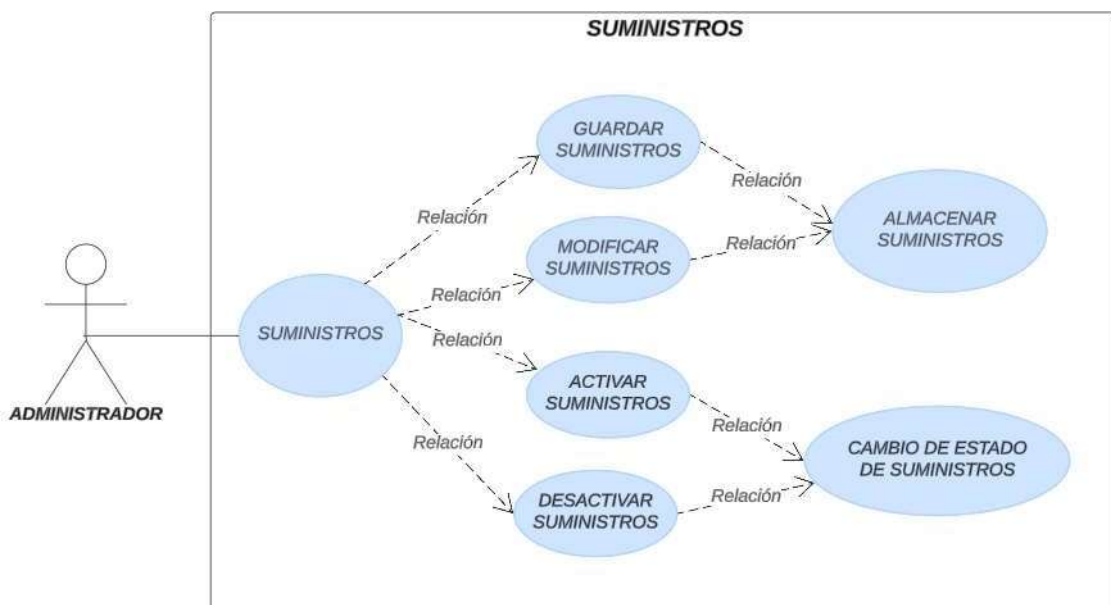 SUMINISTROS
GUARDAR
SUMINISTROS
Relación
Relación
ALMACENAR
SUMINISTROS
MODIFICAR
SUMINISTROS
Relación
Relación
SUMINISTROS
Relación
ACTIVAR
SUMINISTROS
ADMINISTRADOR
Relación
Relación
CAMBIO DE ESTADO
DE SUMINISTROS
DESACTIVAR
SUMINISTROS
Relación